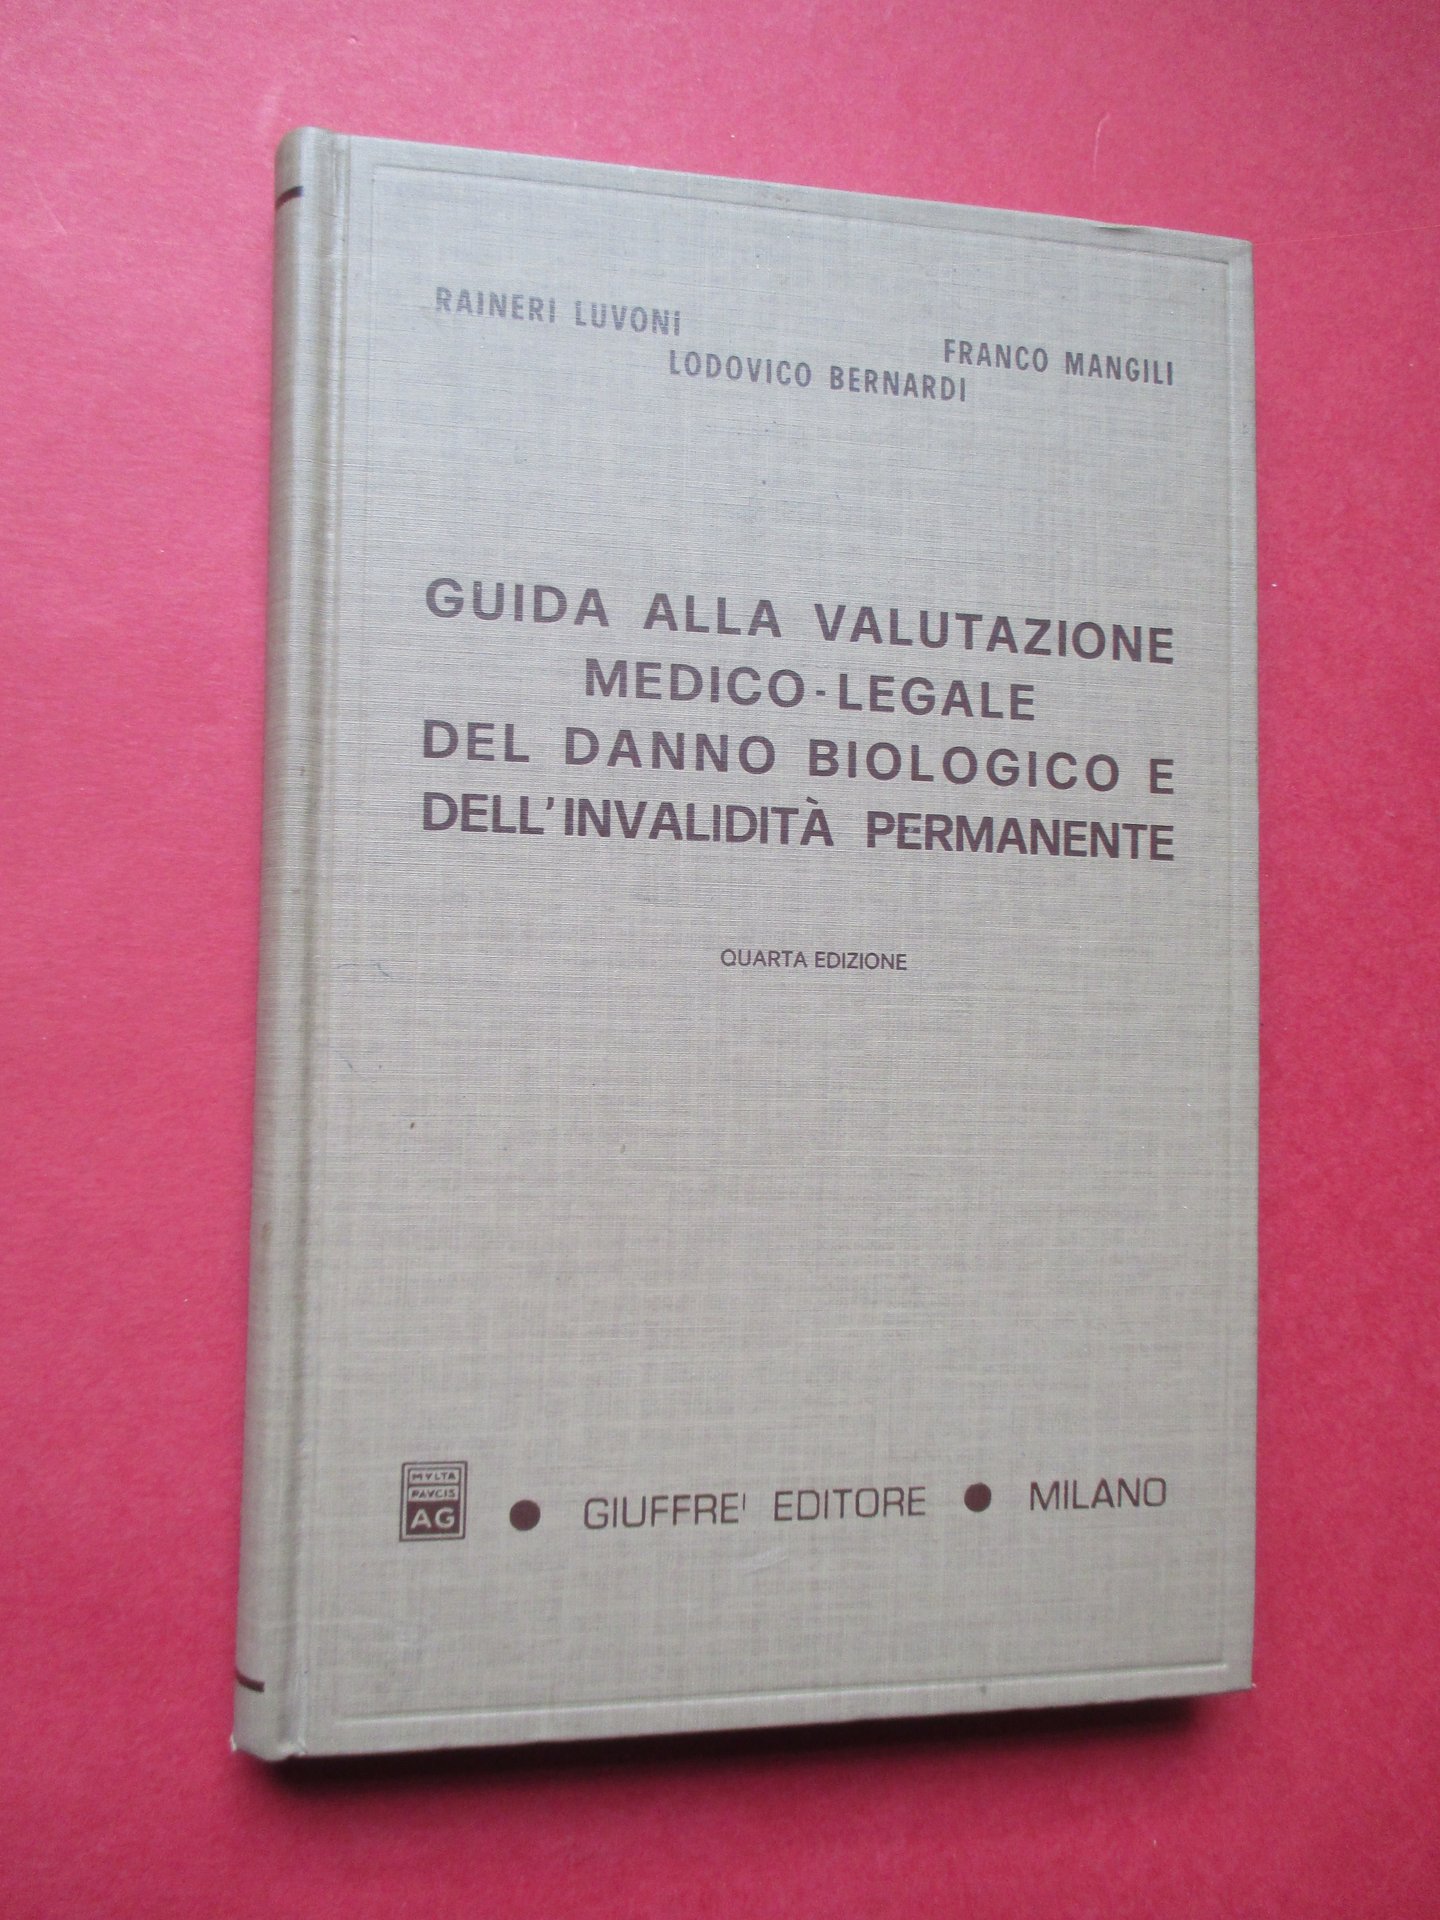 RAINERI LUVONI
FRANCO MANGILI
LODOVICO BERNARDI
GUIDA ALLA VALUTAZIONE
MEDICO-LEGALE
DEL DANNO BIOLOGICO E
DELL'INVALIDITÀ PERMANENTE
QUARTA EDIZIONE
MVLTA
PAVCIS
AG
● GIUFFRE' EDITORE ● MILANO